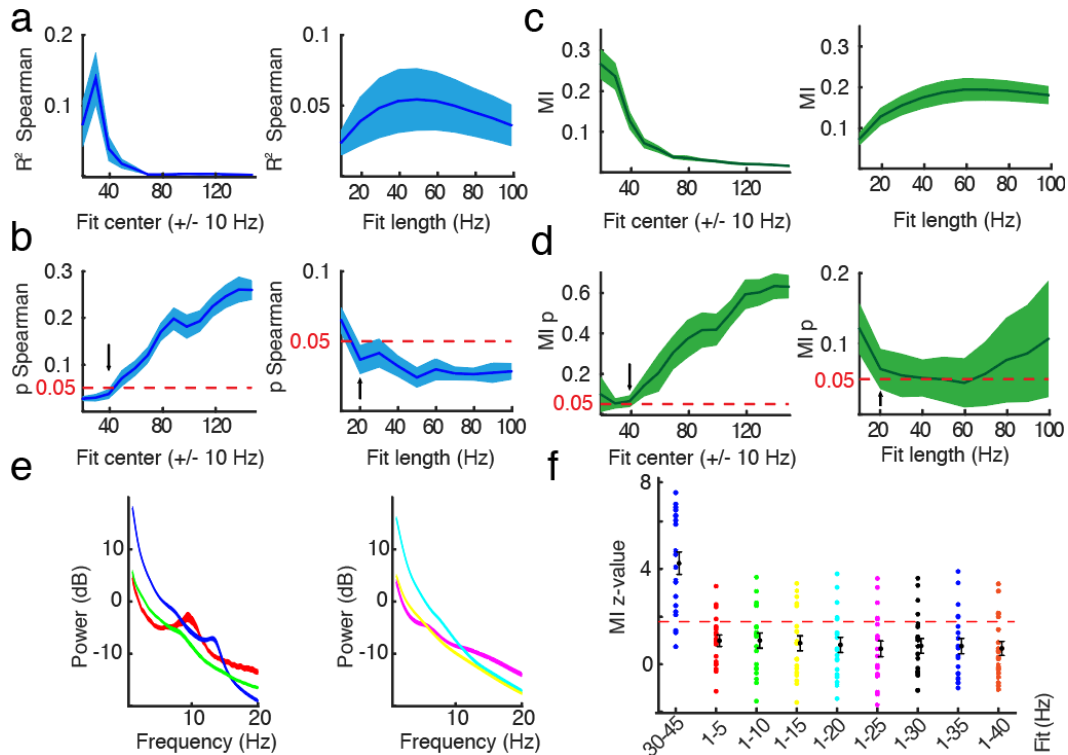 a
R² Spearman
0.2
0.1
40
80
120
Fit center (+/- 10 Hz)
R² Spearman
0.05
20
40
60
80
100
Fit length (Hz)
c
MI
0.3
0.2
0.1
40
80
120
Fit center (+/- 10 Hz)
MI
0.3
0.2
0.1
20
40
60
80
100
Fit length (Hz)
b
p Spearman
0.3
0.2
0.1
0.05
40
80
120
Fit center (+/- 10 Hz)
p Spearman
0.1
0.05
20
40
60
80
100
Fit length (Hz)
d
MI p
0.6
0.4
0.2
0.05
40
80
120
Fit center (+/- 10 Hz)
MI p
0.2
0.1
0.05
20
40
60
80
100
Fit length (Hz)
e
Power (dB)
10
0
-10
1
20
Frequency (Hz)
Power (dB)
10
0
-10
1
20
Frequency (Hz)
f
MI z-value
8
4
0
30-45
1-5
1-10
1-15
1-20
1-25
1-30
1-35
1-40
Fit (Hz)